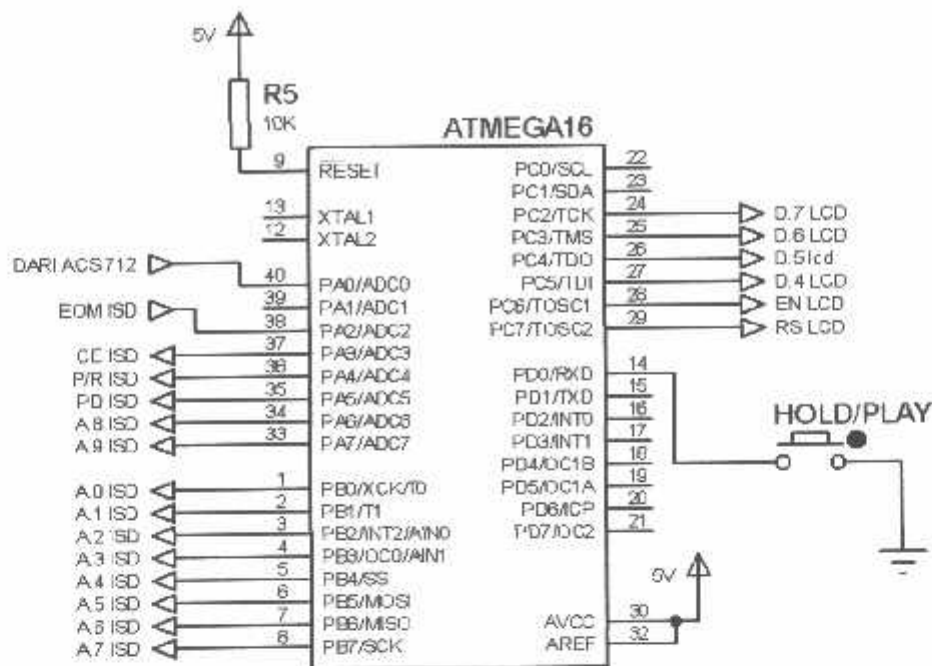 5V
R5
10K
ATMEGA16
9 RESET
13 XTAL1
12 XTAL2
DARI ACS712 40 PA0/ADC0
39 PA1/ADC1
EOM ISD 38 PA2/ADC2
CE ISD 37 PA3/ADC3
P/R ISD 36 PA4/ADC4
PD ISD 35 PA5/ADC5
A.8 ISD 34 PA6/ADC6
A.9 ISD 33 PA7/ADC7
A.0 ISD 1 PB0/XCK/T0
A.1 ISD 2 PB1/T1
A.2 ISD 3 PB2/INT2/AIN0
A.3 ISD 4 PB3/OC0/AIN1
A.4 ISD 5 PB4/SS
A.5 ISD 6 PB5/MOSI
A.6 ISD 7 PB6/MISO
A.7 ISD 8 PB7/SCK
PC0/SCL 22
PC1/SDA 23
PC2/TCK 24 D.7 LCD
PC3/TMS 25 D.6 LCD
PC4/TDO 26 D.5 lcd
PC5/TDI 27 D.4 LCD
PC6/TOSC1 28 EN LCD
PC7/TOSC2 29 RS LCD
PD0/RXD 14
PD1/TXD 15
PD2/INT0 16
PD3/INT1 17
PD4/OC1B 18
PD5/OC1A 19
PD6/ICP 20
PD7/OC2 21
HOLD/PLAY
5V
AVCC 30
AREF 32